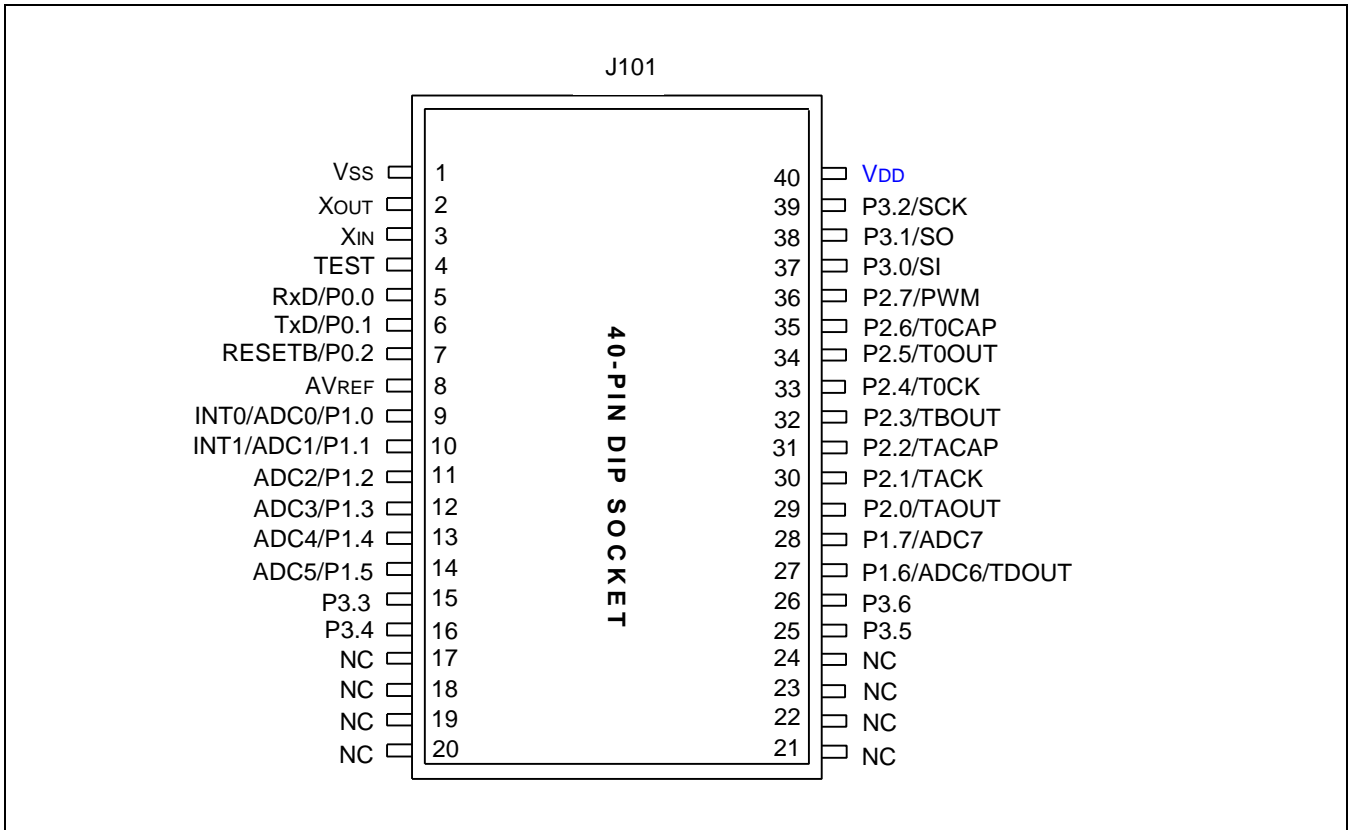 J101
Vss 1 40 VDD
XOUT 2 39 P3.2/SCK
XIN 3 38 P3.1/SO
TEST 4 37 P3.0/SI
RxD/P0.0 5 36 P2.7/PWM
TxD/P0.1 6 35 P2.6/T0CAP
RESETB/P0.2 7 34 P2.5/T0OUT
AVREF 8 33 P2.4/T0CK
INT0/ADC0/P1.0 9 32 P2.3/TBOUT
INT1/ADC1/P1.1 10 31 P2.2/TACAP
ADC2/P1.2 11 30 P2.1/TACK
ADC3/P1.3 12 29 P2.0/TAOUT
ADC4/P1.4 13 28 P1.7/ADC7
ADC5/P1.5 14 27 P1.6/ADC6/TDOUT
P3.3 15 26 P3.6
P3.4 16 25 P3.5
NC 17 24 NC
NC 18 23 NC
NC 19 22 NC
NC 20 21 NC
40-PIN DIP SOCKET